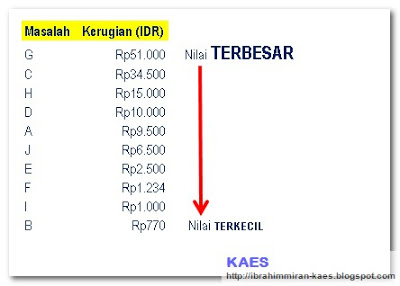 Masalah Kerugian (IDR)
G Rp51.000 Nilai TERBESAR
C Rp34.500
H Rp15.000
D Rp10.000
A Rp9.500
J Rp6.500
E Rp2.500
F Rp1.234
I Rp1.000
B Rp770 Nilai TERKECIL
KAES
http://ibrahimmiran-kaes.blogspot.com